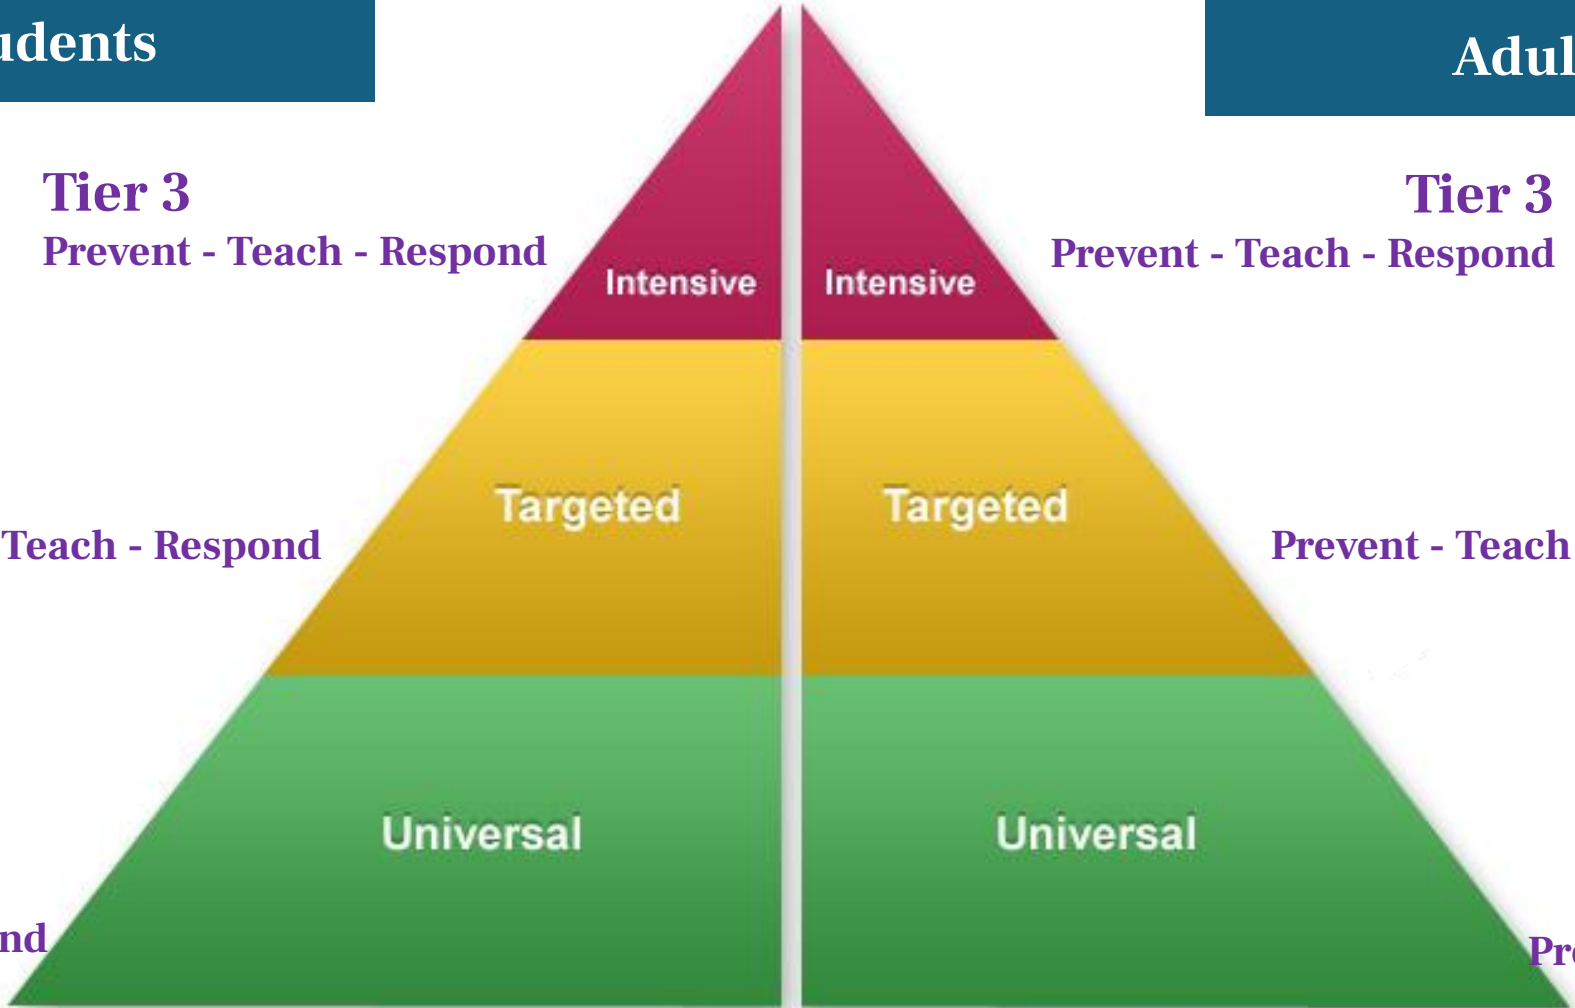 udents
Adul
Tier 3
Prevent - Teach - Respond
Tier 3
Prevent - Teach - Respond
Intensive
Intensive
Targeted
Targeted
Teach - Respond
Prevent - Teach
Universal
Universal
nd
Pre